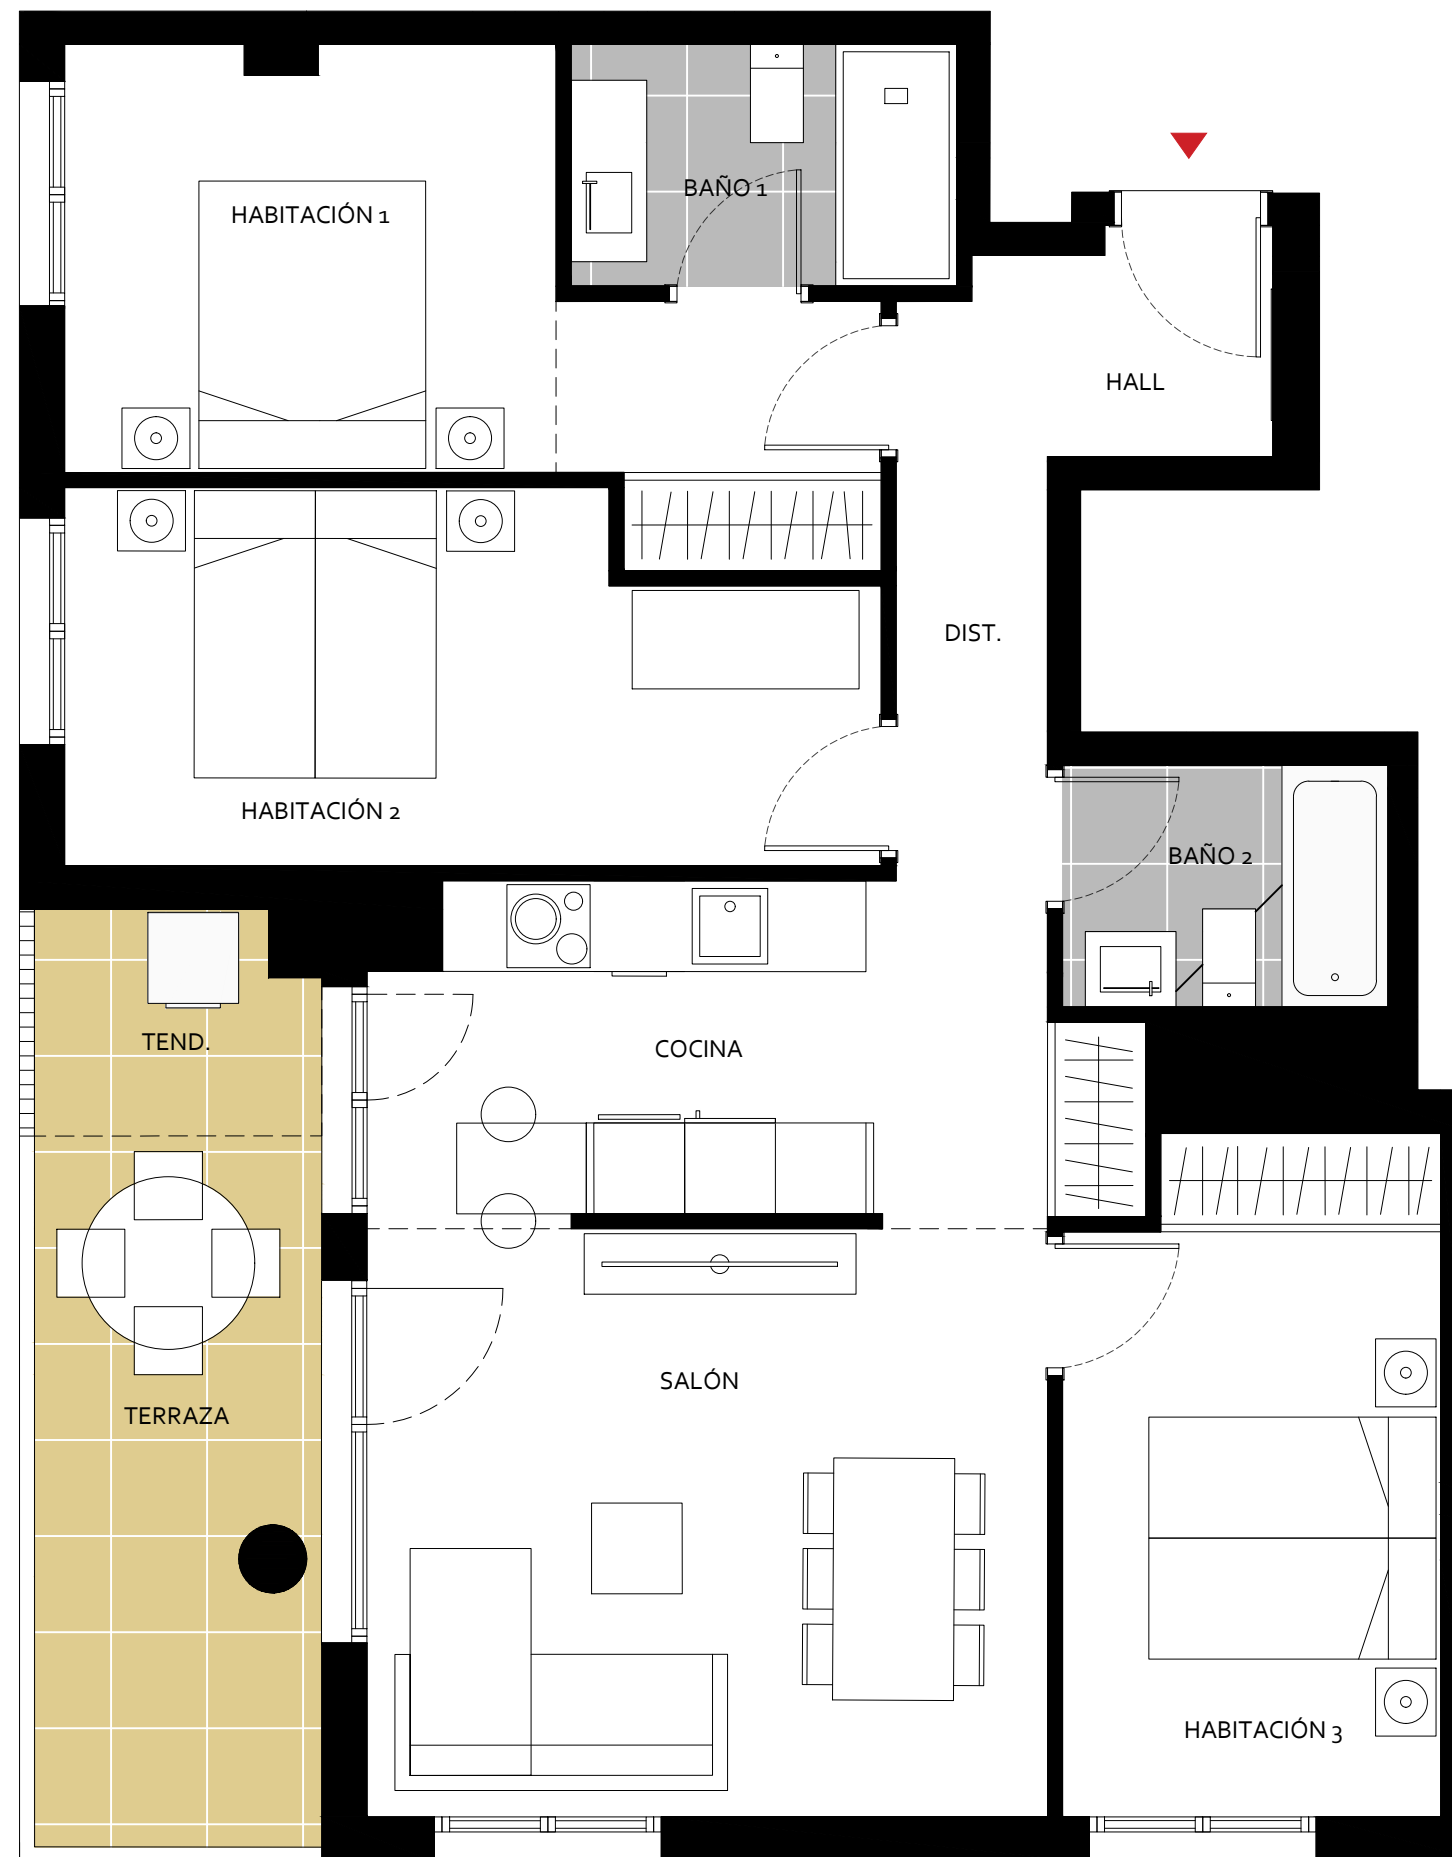 BAÑO 1
HABITACIÓN 1
HALL
DIST.
HABITACIÓN 2
BAÑO 2
TEND.
COCINA
SALÓN
TERRAZA
HABITACIÓN 3